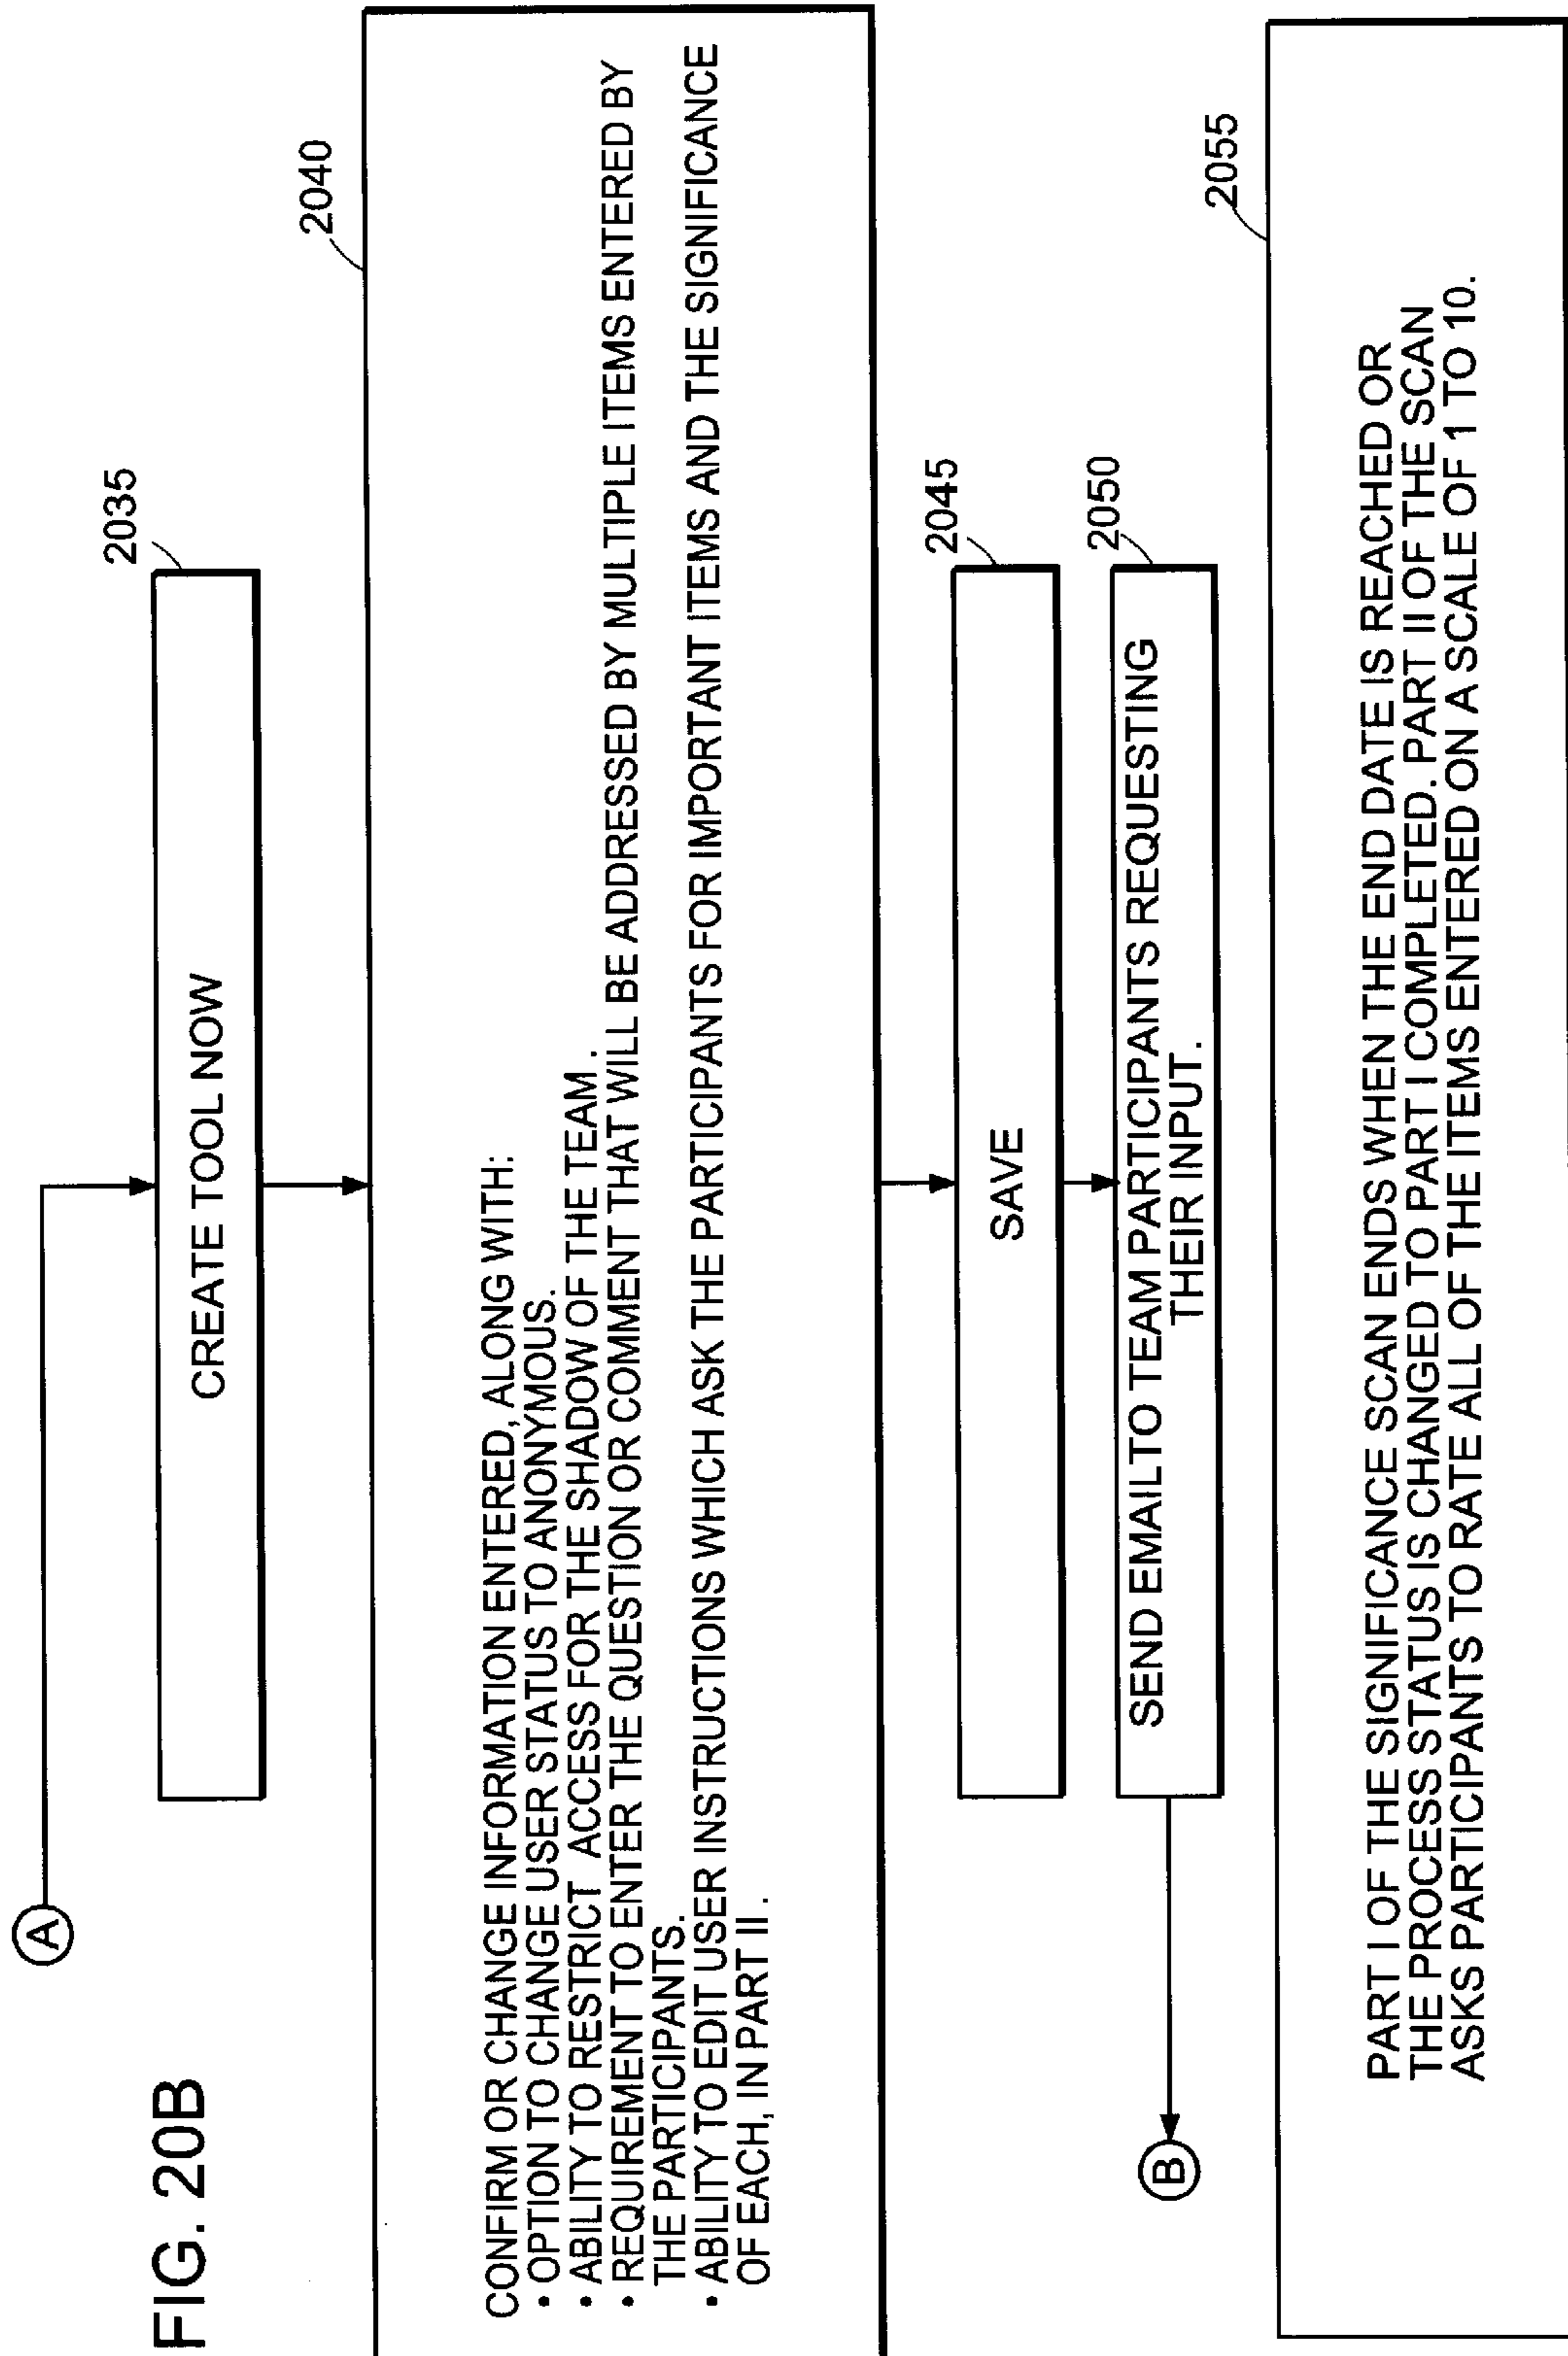 FIG. 20B
A
2035
CREATE TOOL NOW
2040
CONFIRM OR CHANGE INFORMATION ENTERED, ALONG WITH:
• OPTION TO CHANGE USER STATUS TO ANONYMOUS.
• ABILITY TO RESTRICT ACCESS FOR THE SHADOW OF THE TEAM.
• REQUIREMENT TO ENTER THE QUESTION OR COMMENT THAT WILL BE ADDRESSED BY MULTIPLE ITEMS ENTERED BY
THE PARTICIPANTS.
• ABILITY TO EDIT USER INSTRUCTIONS WHICH ASK THE PARTICIPANTS FOR IMPORTANT ITEMS AND THE SIGNIFICANCE
OF EACH, IN PART III.
2045
SAVE
2050
SEND EMAIL TO TEAM PARTICIPANTS REQUESTING
THEIR INPUT.
B
2055
PART I OF THE SIGNIFICANCE SCAN ENDS WHEN THE END DATE IS REACHED OR
THE PROCESS STATUS IS CHANGED TO PART I COMPLETED. PART II OF THE SCAN
ASKS PARTICIPANTS TO RATE ALL OF THE ITEMS ENTERED ON A SCALE OF 1 TO 10.